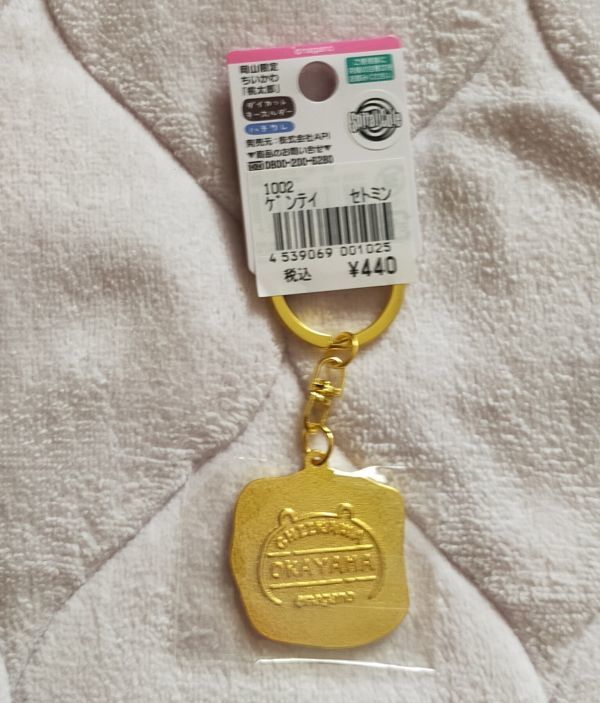 ©nagano
岡山限定
ちいかわ
「桃太郎」
ダイカット
キーホルダー
ハチワレ
発売元:株式会社API
▼商品のお問い合せ▼
0800-200-6280
1002
ゲンテイ セトミン
4 539069 001025
税込 ¥440
CHIIKAWA
OKAYAMA
©nagano